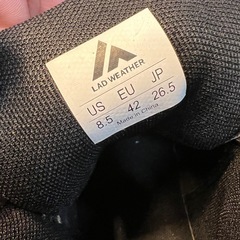 LAD WEATHER
US EU JP
8.5 42 26.5
Made in China